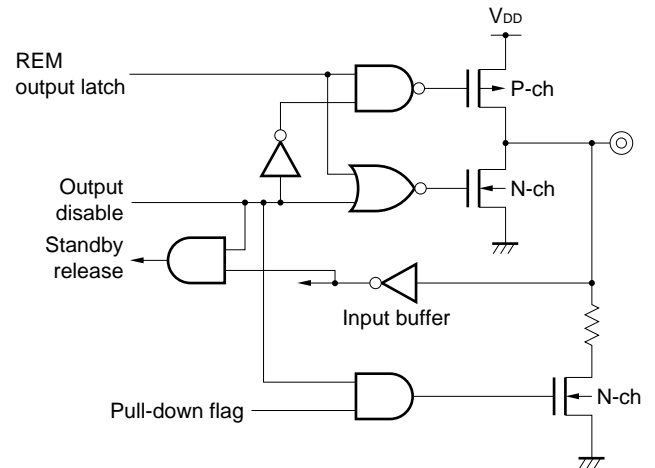 VDD
REM
output latch
P-ch
Output
disable
N-ch
Standby
release
Input buffer
Pull-down flag
N-ch